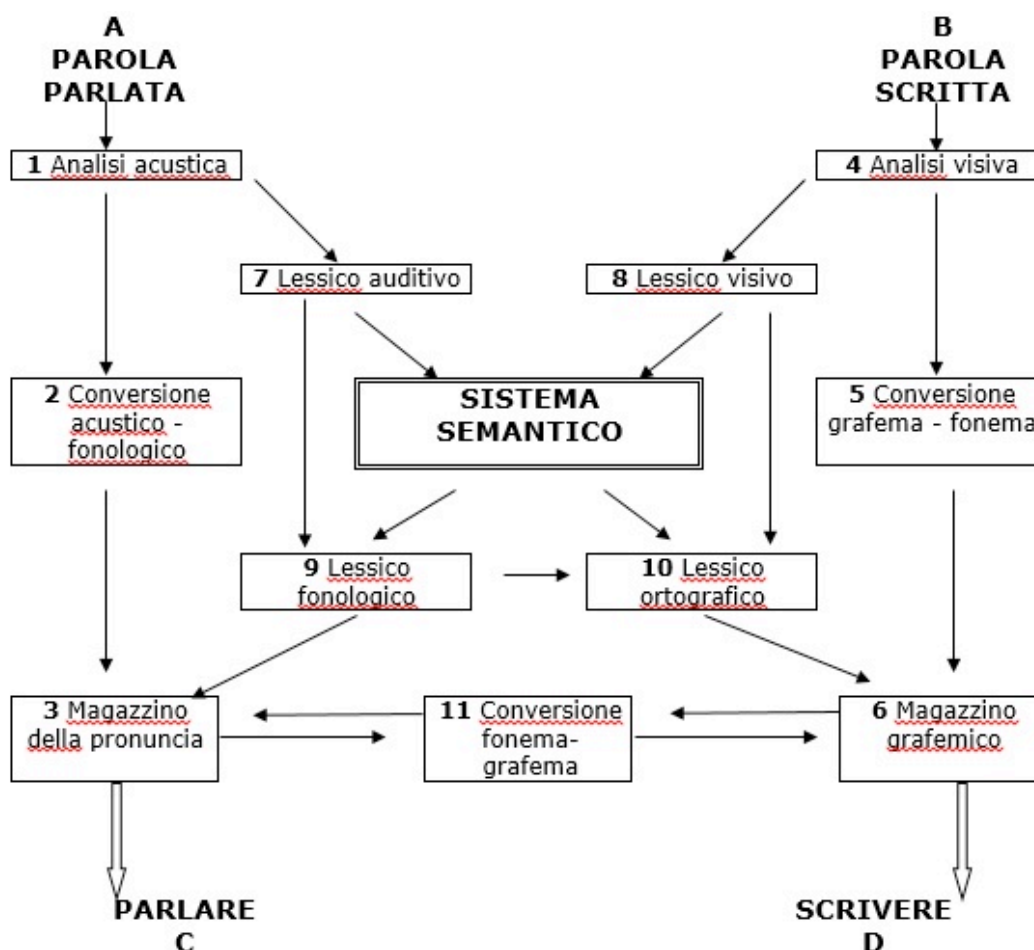 A
PAROLA
PARLATA
B
PAROLA
SCRITTA
1 Analisi acustica
4 Analisi visiva
7 Lessico auditivo
8 Lessico visivo
2 Conversione
acustico -
fonologico
SISTEMA
SEMANTICO
5 Conversione
grafema - fonema
9 Lessico
fonologico
10 Lessico
ortografico
3 Magazzino
della pronuncia
11 Conversione
fonema-
grafema
6 Magazzino
grafemico
PARLARE
C
SCRIVERE
D